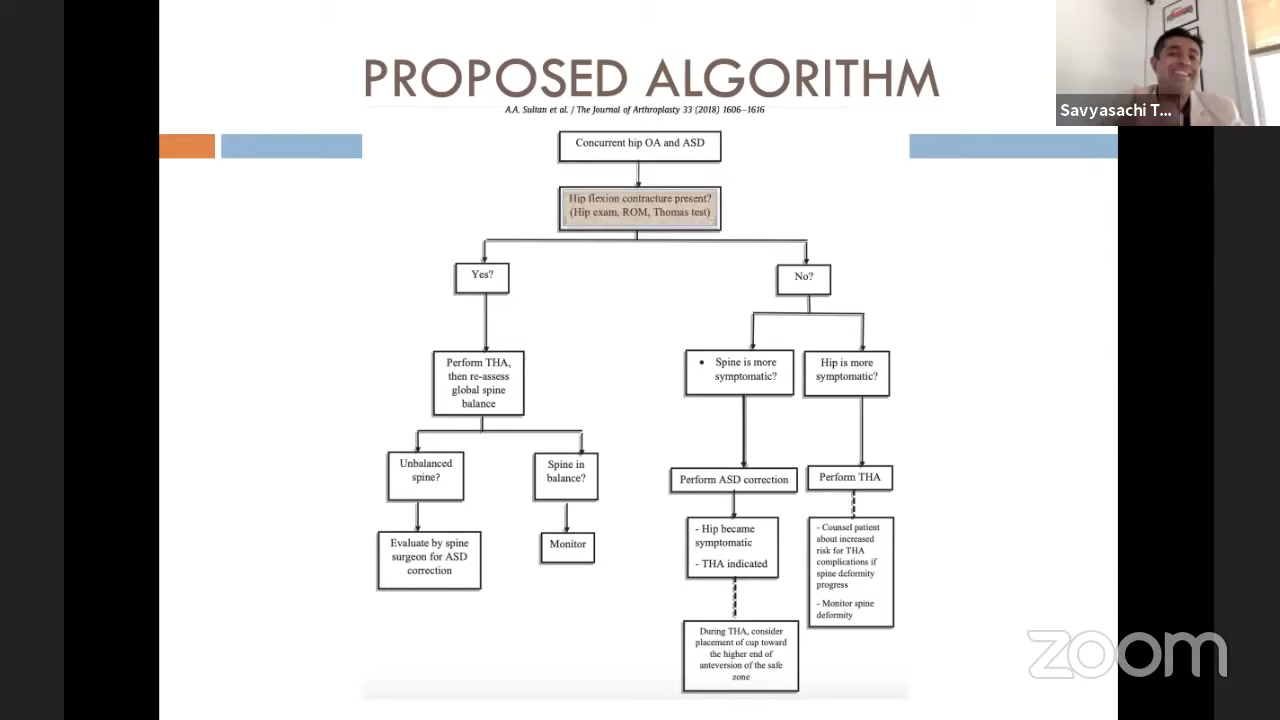 PROPOSED ALGORITHM
A.A. Sultan et al. / The Journal of Arthroplasty 33 (2018) 1606–1616
Savyasachi T...
Concurrent hip OA and ASD
Hip flexion contracture present?
(Hip exam, ROM, Thomas test)
Yes?
No?
Perform THA,
then re-assess
global spine
balance
• Spine is more
symptomatic?
Hip is more
symptomatic?
Unbalanced
spine?
Spine in
balance?
Perform ASD correction
Perform THA
Evaluate by spine
surgeon for ASD
correction
Monitor
- Hip became
symptomatic
- THA indicated
- Counsel patient
about increased
risk for THA
complications if
spine deformity
progress
- Monitor spine
deformity
During THA, consider
placement of cup toward
the higher end of
anteversion of the safe
zone
zoom